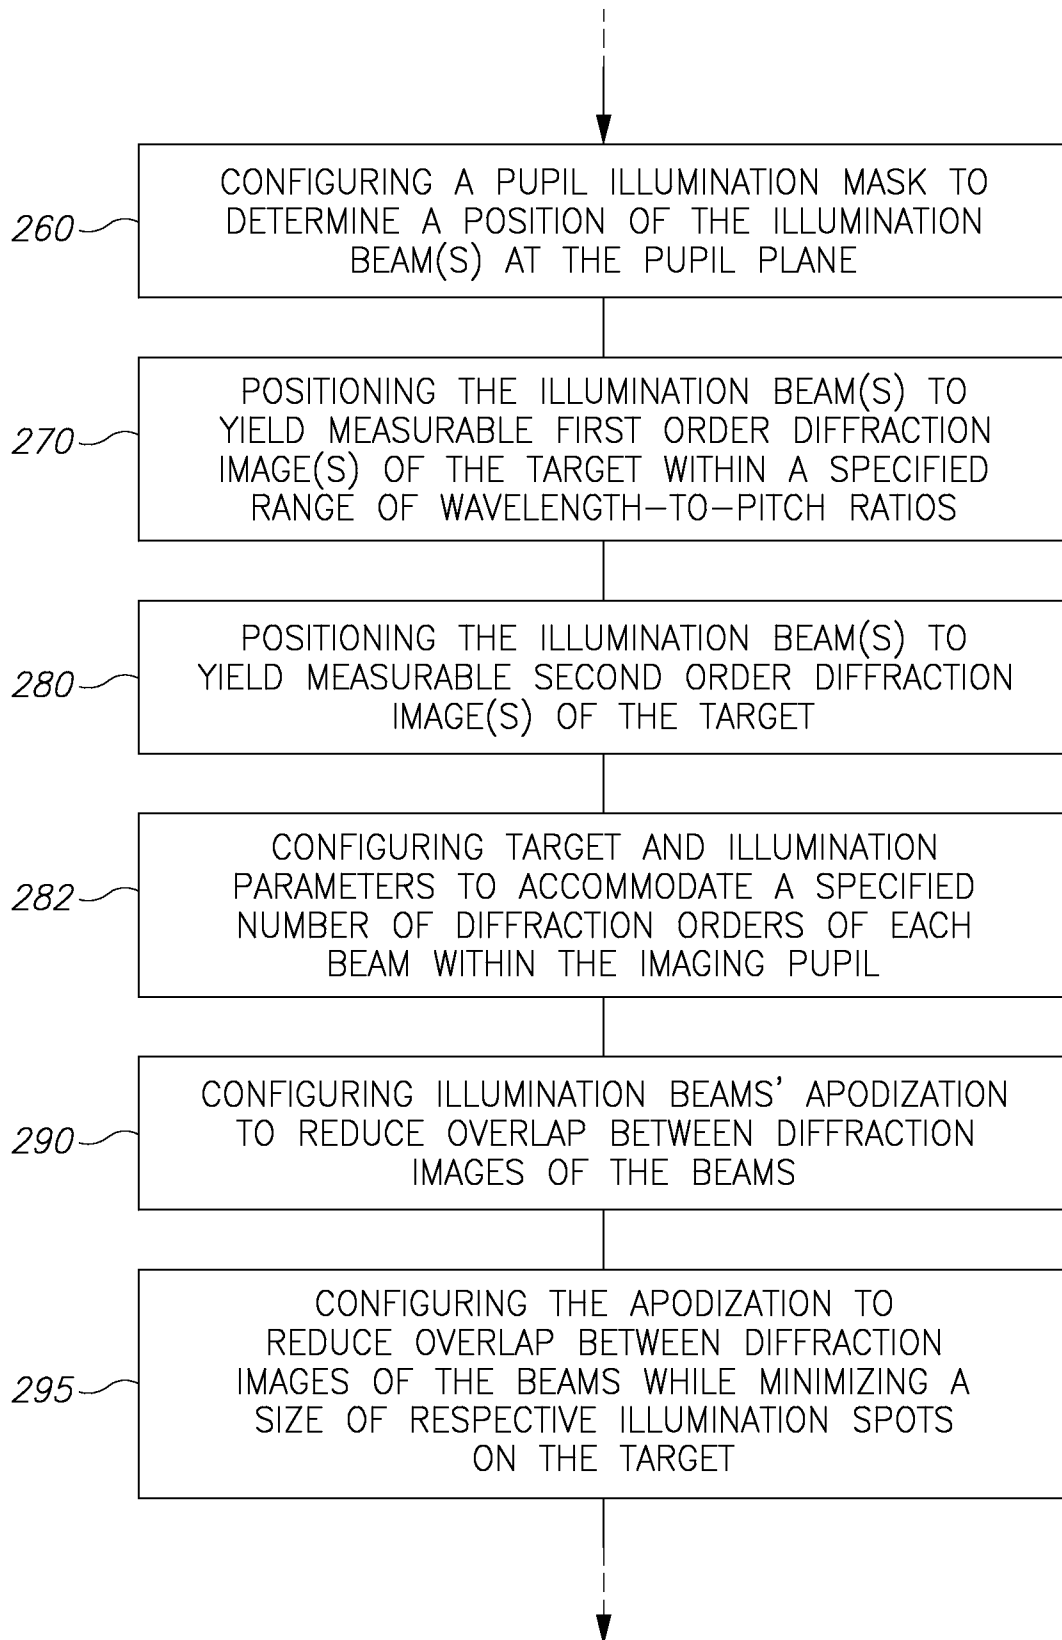 CONFIGURING A PUPIL ILLUMINATION MASK TO
DETERMINE A POSITION OF THE ILLUMINATION
BEAM(S) AT THE PUPIL PLANE
260
POSITIONING THE ILLUMINATION BEAM(S) TO
YIELD MEASURABLE FIRST ORDER DIFFRACTION
IMAGE(S) OF THE TARGET WITHIN A SPECIFIED
RANGE OF WAVELENGTH-TO-PITCH RATIOS
270
POSITIONING THE ILLUMINATION BEAM(S) TO
YIELD MEASURABLE SECOND ORDER DIFFRACTION
IMAGE(S) OF THE TARGET
280
CONFIGURING TARGET AND ILLUMINATION
PARAMETERS TO ACCOMMODATE A SPECIFIED
NUMBER OF DIFFRACTION ORDERS OF EACH
BEAM WITHIN THE IMAGING PUPIL
282
CONFIGURING ILLUMINATION BEAMS' APODIZATION
TO REDUCE OVERLAP BETWEEN DIFFRACTION
IMAGES OF THE BEAMS
290
CONFIGURING THE APODIZATION TO
REDUCE OVERLAP BETWEEN DIFFRACTION
IMAGES OF THE BEAMS WHILE MINIMIZING A
SIZE OF RESPECTIVE ILLUMINATION SPOTS
ON THE TARGET
295